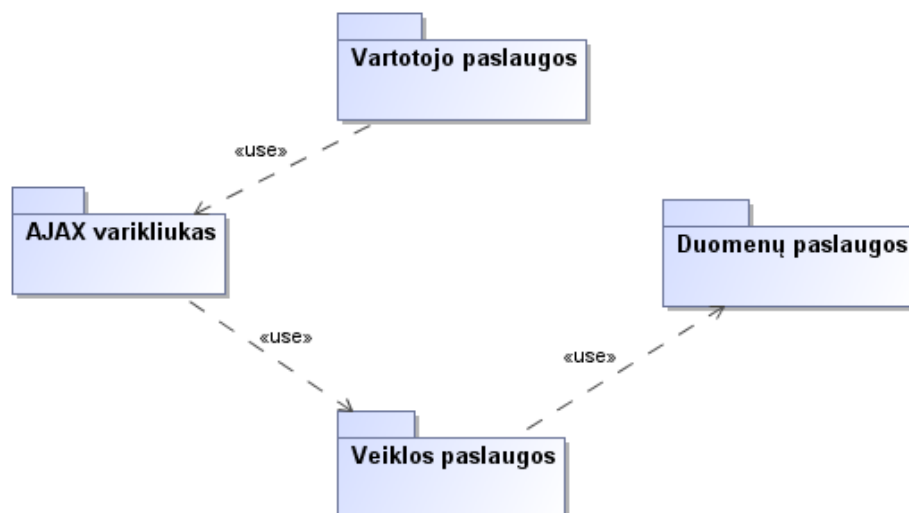 Vartotojo paslaugos
«use»
AJAX varikliukas
Duomenų paslaugos
«use»
«use»
Veiklos paslaugos